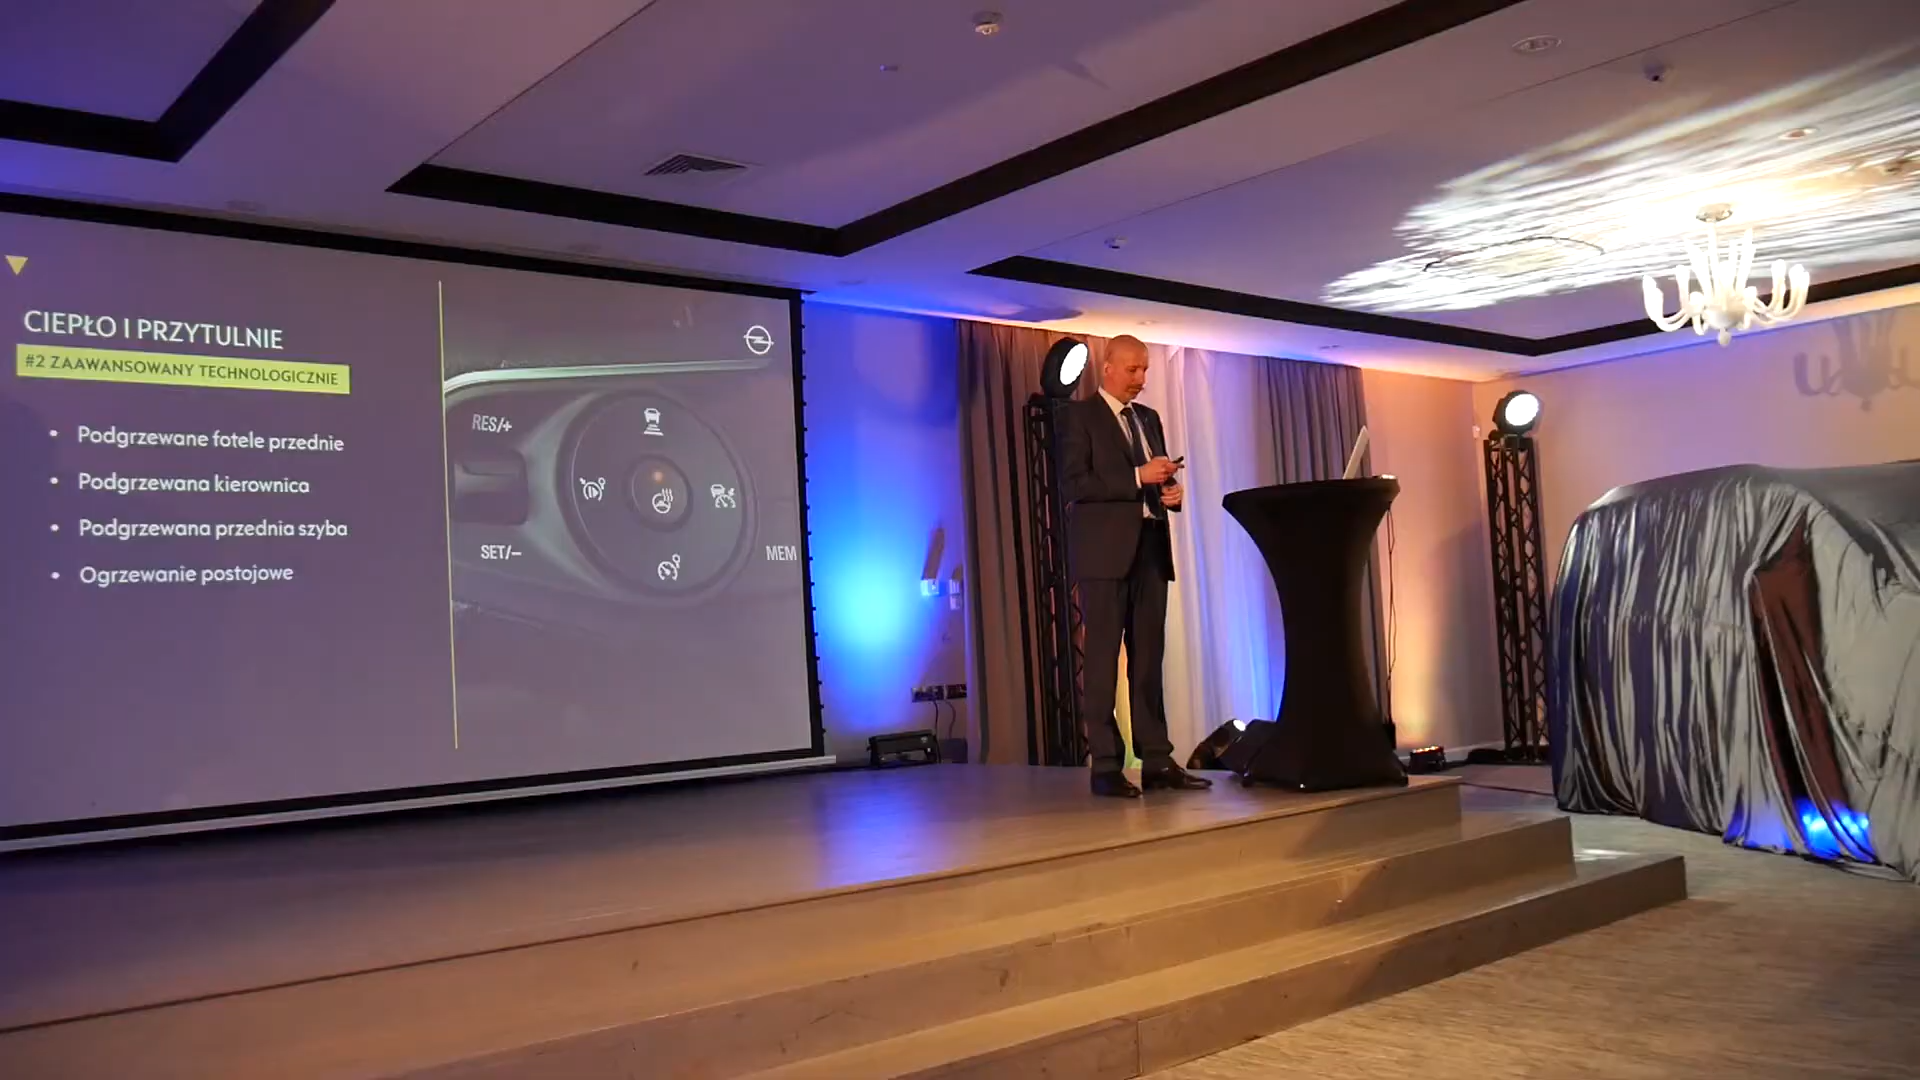 CIEPŁO I PRZYTULNIE
#2 ZAAWANSOWANY TECHNOLOGICZNIE
• Podgrzewane fotele przednie
• Podgrzewana kierownica
• Podgrzewana przednia szyba
• Ogrzewanie postojowe
RES/+
SET/–
MEM